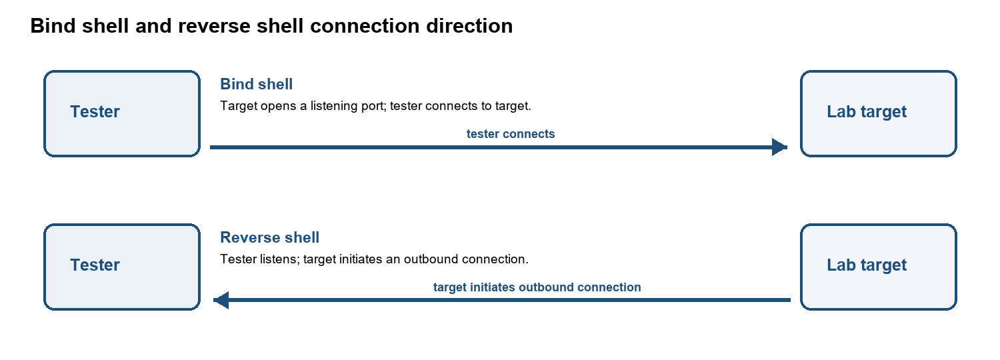 Bind shell and reverse shell connection direction
Tester
Bind shell
Target opens a listening port; tester connects to target.
tester connects
Lab target
Tester
Reverse shell
Tester listens; target initiates an outbound connection.
target initiates outbound connection
Lab target